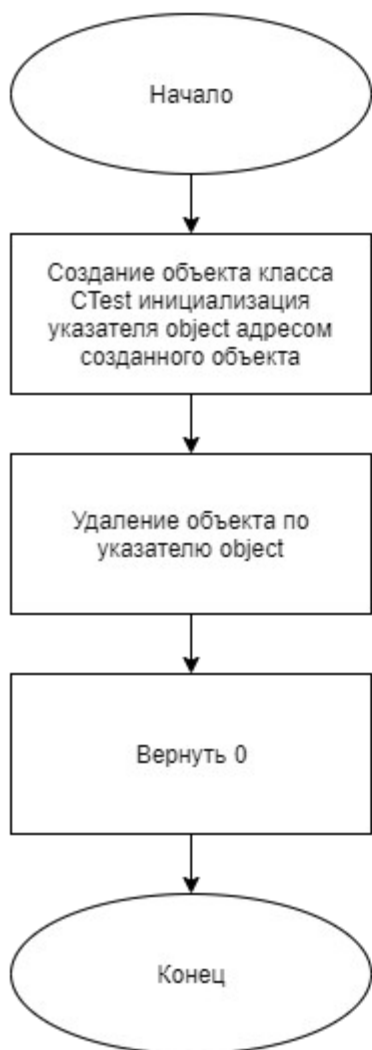 Начало
Создание объекта класса
CTest инициализация
указателя object адресом
созданного объекта
Удаление объекта по
указателю object
Вернуть 0
Конец